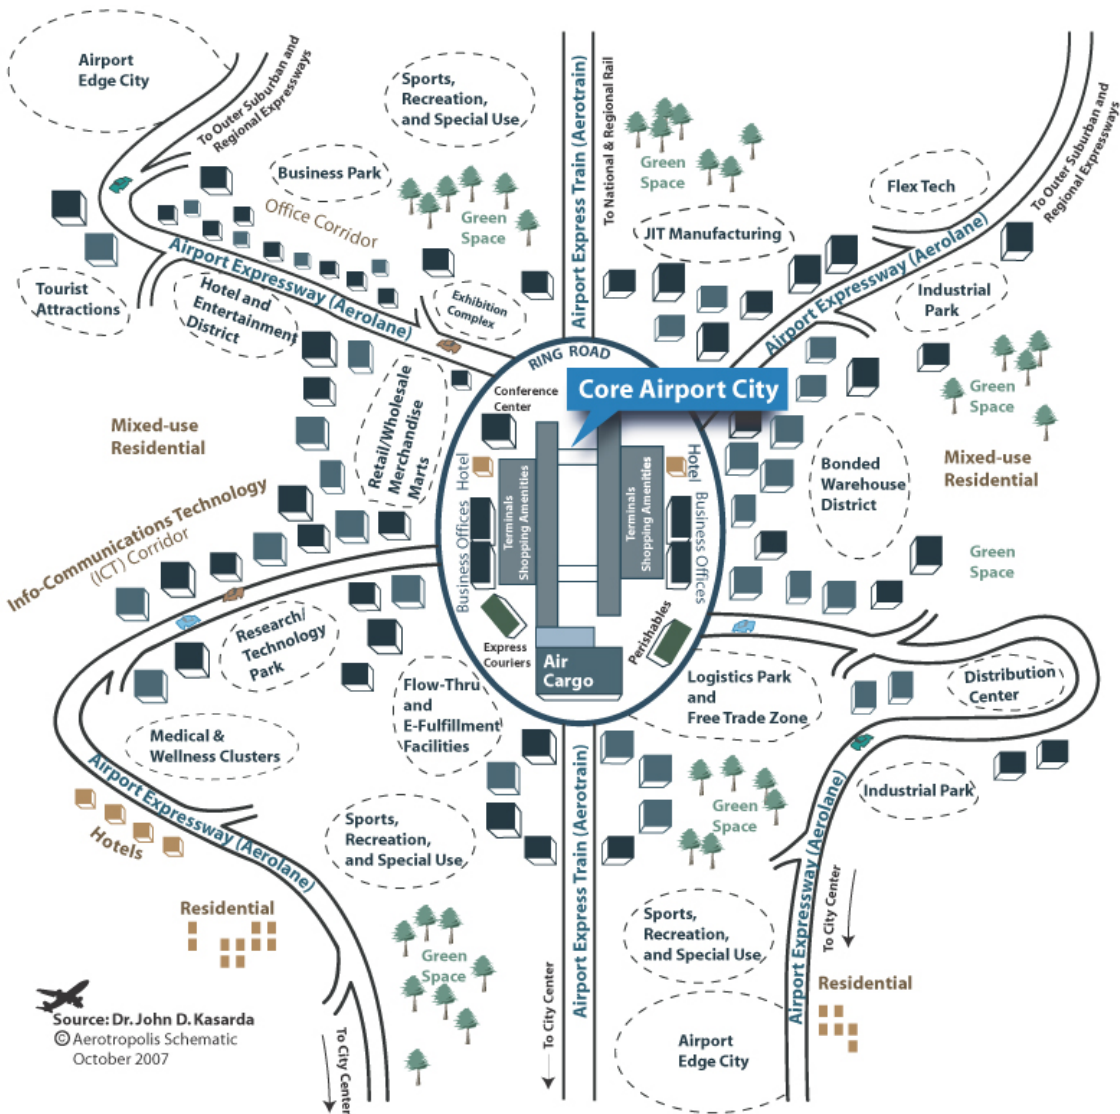 Airport
Edge City
To Outer Suburban and
Regional Expressways
Sports,
Recreation,
and Special Use
Airport Express Train (Aerotrain)
To National & Regional Rail
Green
Space
To Outer Suburban and
Regional Expressways
Business Park
Office Corridor
Green
Space
Flex Tech
JIT Manufacturing
Airport Expressway (Aerolane)
Airport Expressway (Aerolane)
Tourist
Attractions
Hotel and
Entertainment
District
Exhibition
Complex
Industrial
Park
RING ROAD
Core Airport City
Conference
Center
Green
Space
Mixed-use
Residential
Retail/Wholesale
Merchandise
Marts
Hotel
Terminals
Shopping Amenities
Terminals
Shopping Amenities
Hotel
Business Offices
Business Offices
Bonded
Warehouse
District
Mixed-use
Residential
Info-Communications Technology
(ICT) Corridor
Green
Space
Research/
Technology
Park
Express
Couriers
Perishables
Air
Cargo
Flow-Thru
and
E-Fulfillment
Facilities
Logistics Park
and
Free Trade Zone
Distribution
Center
Medical &
Wellness Clusters
Airport Expressway (Aerolane)
Hotels
Sports,
Recreation,
and Special Use
Airport Express Train (Aerotrain)
Green
Space
Industrial Park
Airport Expressway (Aerolane)
To City Center
Residential
Green
Space
Sports,
Recreation,
and Special Use
Residential
To City Center
Airport
Edge City
Source: Dr. John D. Kasarda
© Aerotropolis Schematic
October 2007
To City Center